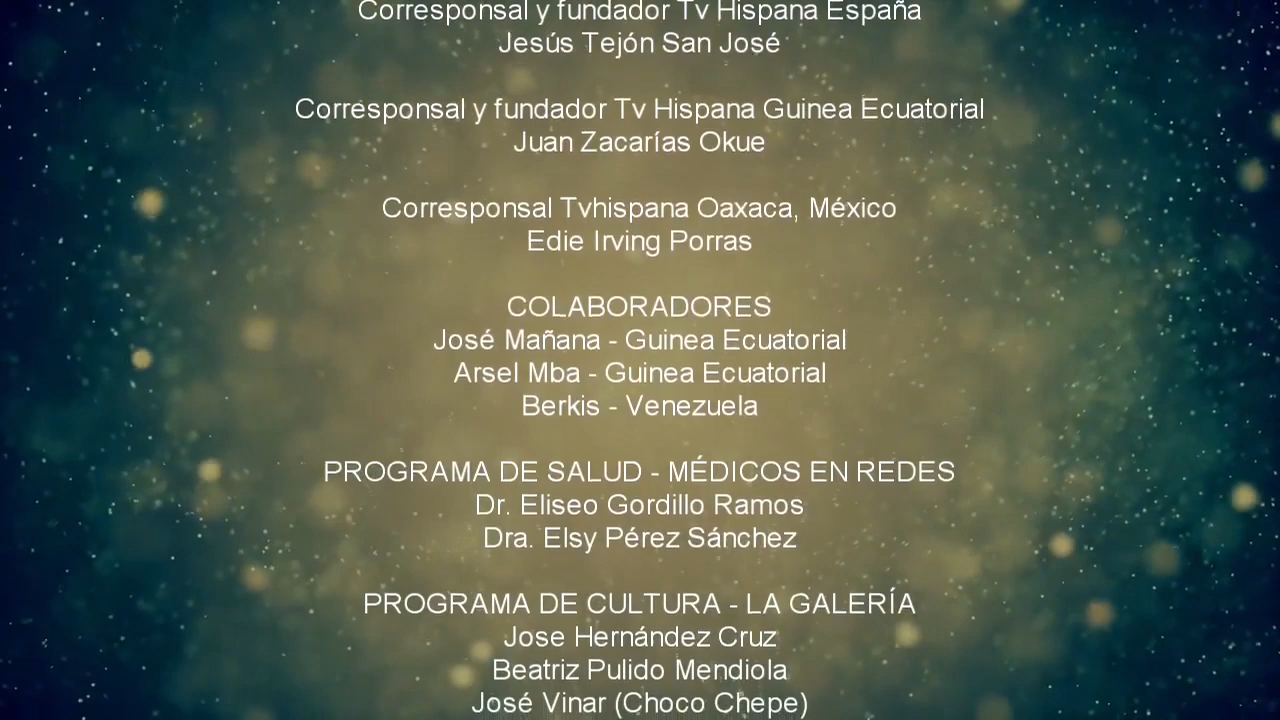 Corresponsal y fundador Tv Hispana España
Jesús Tejón San José
Corresponsal y fundador Tv Hispana Guinea Ecuatorial
Juan Zacarías Okue
Corresponsal Tvhispana Oaxaca, México
Edie Irving Porras
COLABORADORES
José Mañana - Guinea Ecuatorial
Arsel Mba - Guinea Ecuatorial
Berkis - Venezuela
PROGRAMA DE SALUD - MÉDICOS EN REDES
Dr. Eliseo Gordillo Ramos
Dra. Elsy Pérez Sánchez
PROGRAMA DE CULTURA - LA GALERÍA
Jose Hernández Cruz
Beatriz Pulido Mendiola
José Vinar (Choco Chepe)